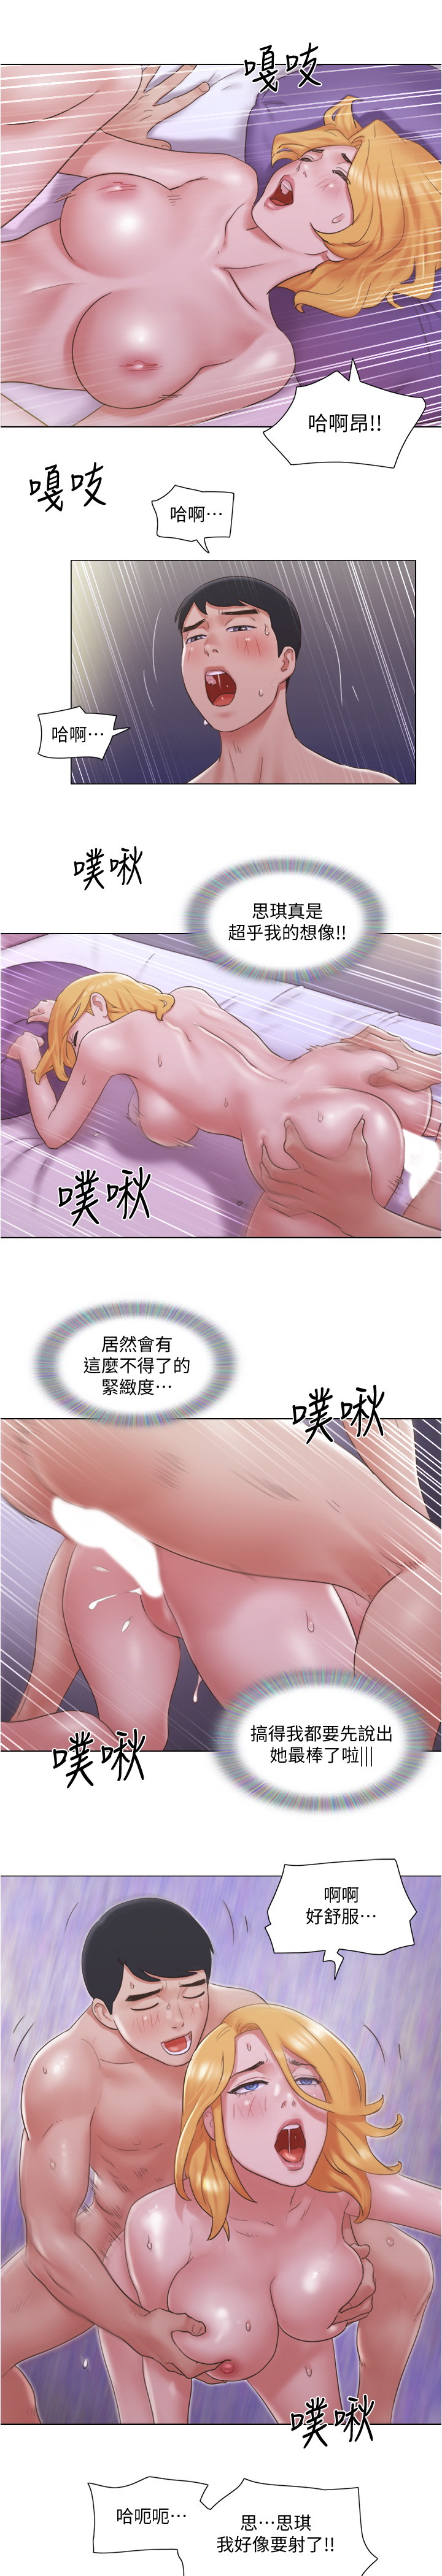 嘎吱
哈啊昂!!
嘎吱
哈啊⋯
哈啊⋯
噗啾
思琪真是
超乎我的想像!!
噗啾
居然會有
這麼不得了的
緊緻度⋯
噗啾
搞得我都要先說出
她最棒了啦|||
噗啾
啊啊
好舒服⋯
噗啾
哈呃呃⋯
思⋯思琪
我好像要射了!!